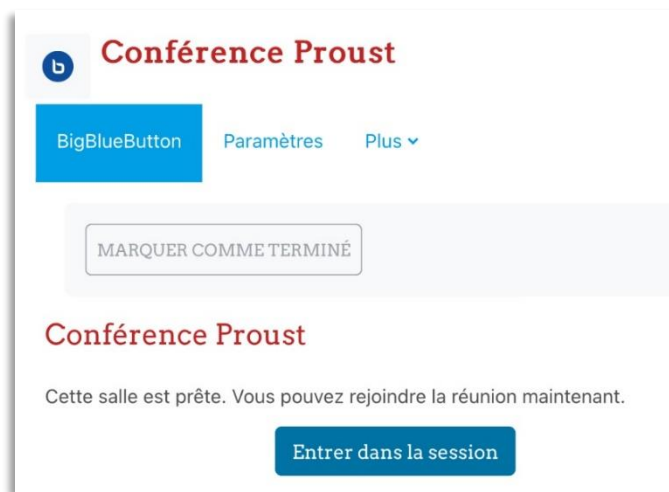 Conférence Proust
BigBlueButton Paramètres Plus
MARQUER COMME TERMINÉ
Conférence Proust
Cette salle est prête. Vous pouvez rejoindre la réunion maintenant.
Entrer dans la session